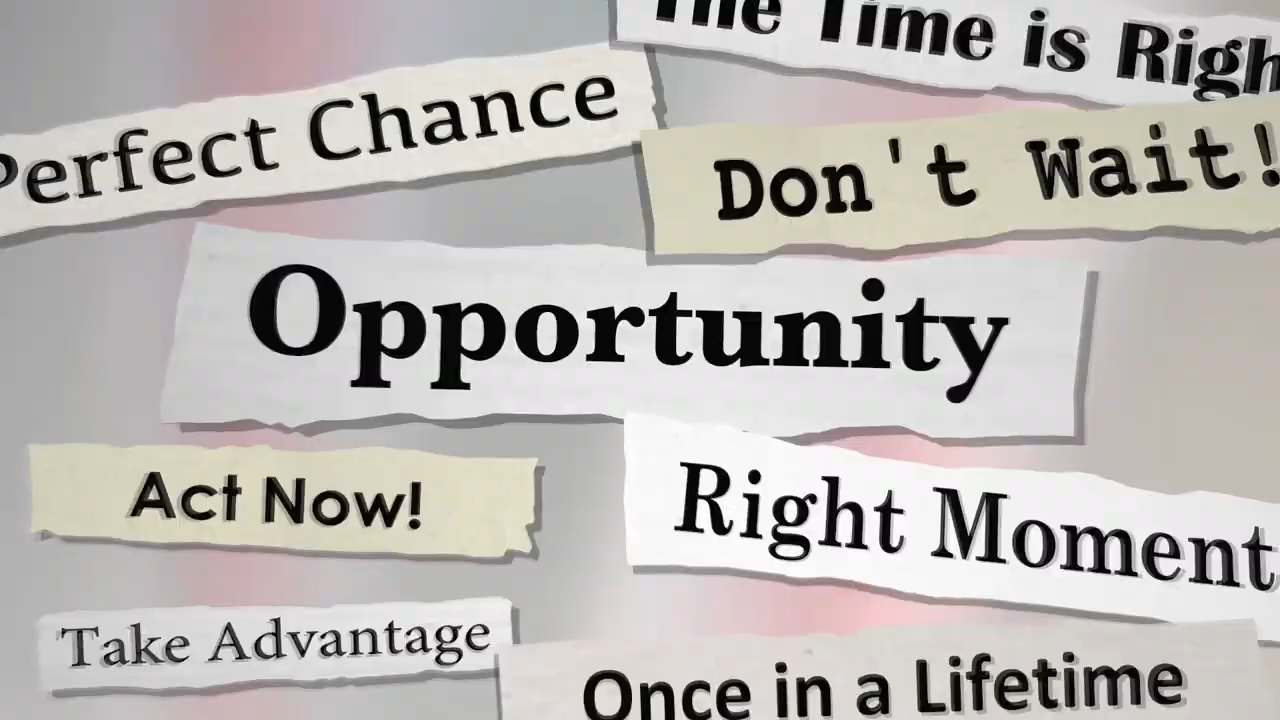 The Time is Righ
Perfect Chance
Don't Wait!
Opportunity
Act Now!
Right Moment
Take Advantage
Once in a Lifetime